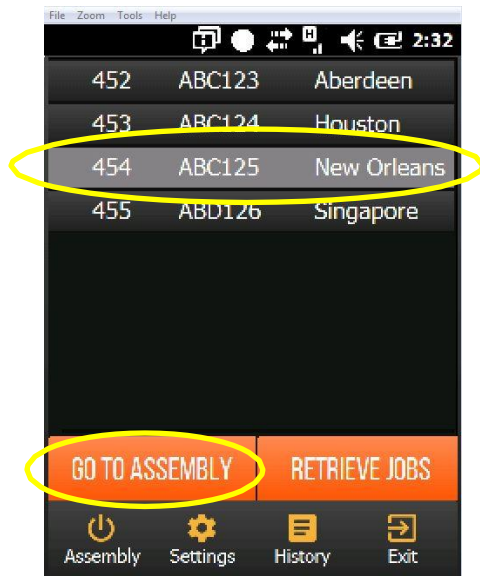 File Zoom Tools Help
H 2:32
452 ABC123 Aberdeen
453 ABC124 Houston
454 ABC125 New Orleans
455 ABD126 Singapore
GO TO ASSEMBLY RETRIEVE JOBS
Assembly Settings History Exit